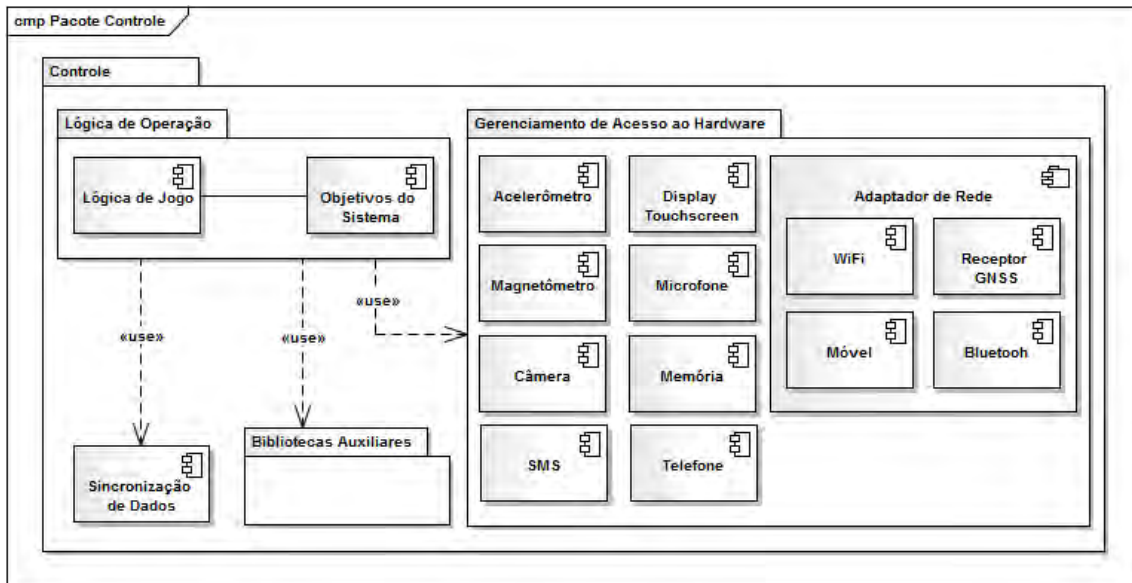 cmp Pacote Controle
Controle
Lógica de Operação
Lógica de Jogo
Objetivos do
Sistema
«use»
«use»
«use»
Sincronização
de Dados
Bibliotecas Auxiliares
Gerenciamento de Acesso ao Hardware
Acelerômetro
Display
Touchscreen
Magnetômetro
Microfone
Câmera
Memória
SMS
Telefone
Adaptador de Rede
WiFi
Receptor
GNSS
Móvel
Bluetooh